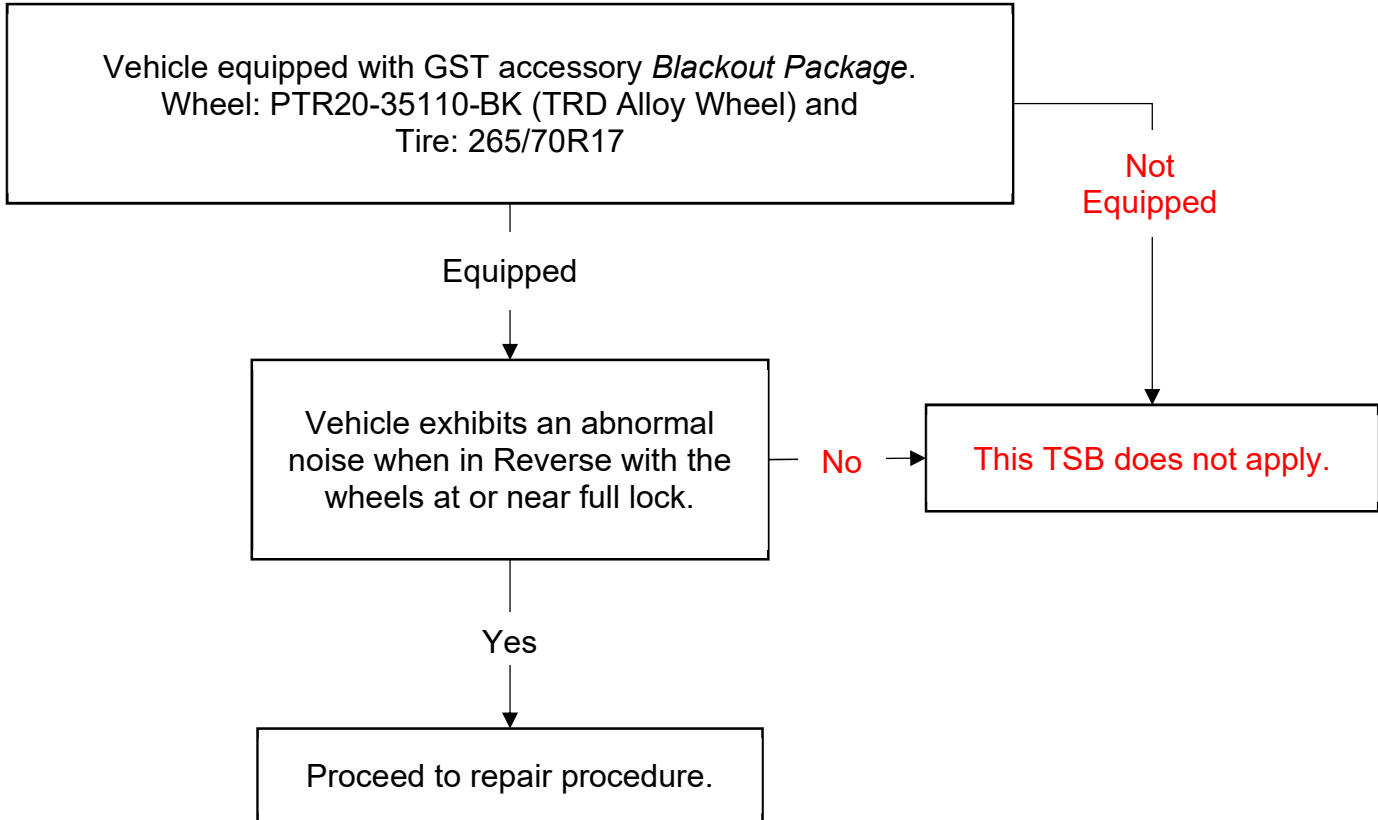 Vehicle equipped with GST accessory Blackout Package.
Wheel: PTR20-35110-BK (TRD Alloy Wheel) and
Tire: 265/70R17
Not
Equipped
Equipped
Vehicle exhibits an abnormal
noise when in Reverse with the
wheels at or near full lock.
No
This TSB does not apply.
Yes
Proceed to repair procedure.